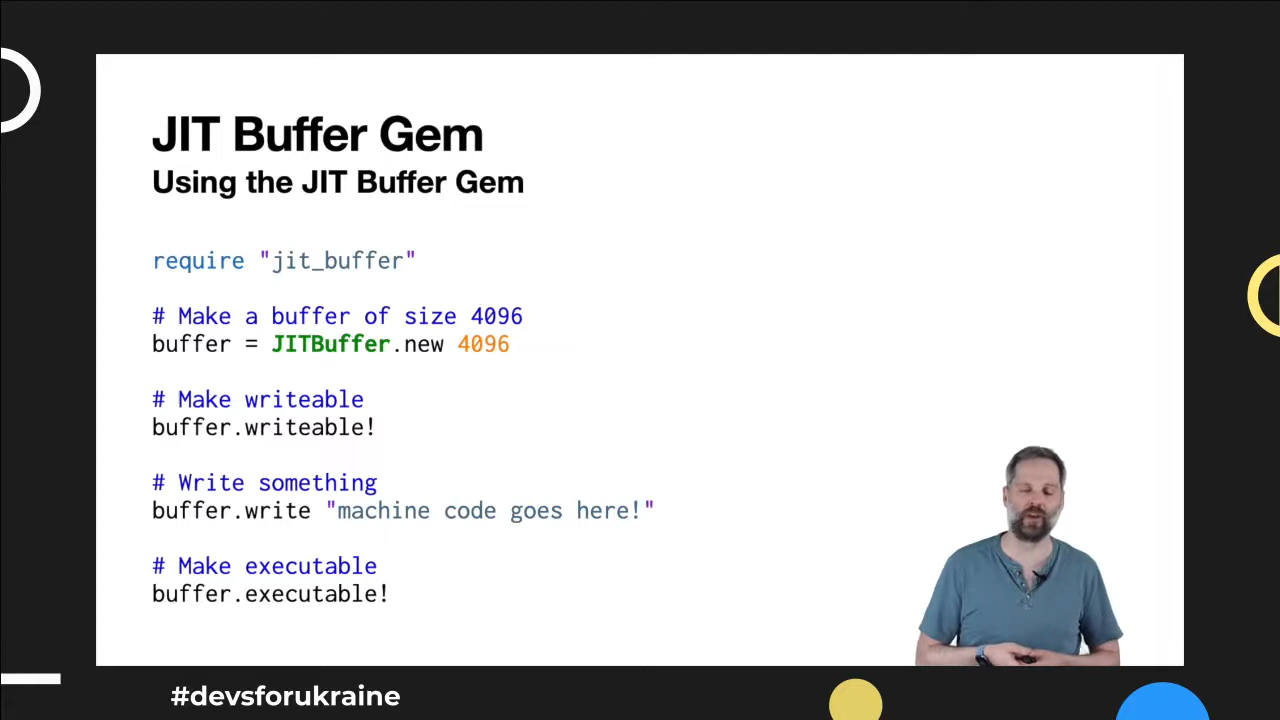 JIT Buffer Gem
Using the JIT Buffer Gem
require "jit_buffer"
# Make a buffer of size 4096
buffer = JITBuffer.new 4096
# Make writeable
buffer.writeable!
# Write something
buffer.write "machine code goes here!"
# Make executable
buffer.executable!
#devsforukraine